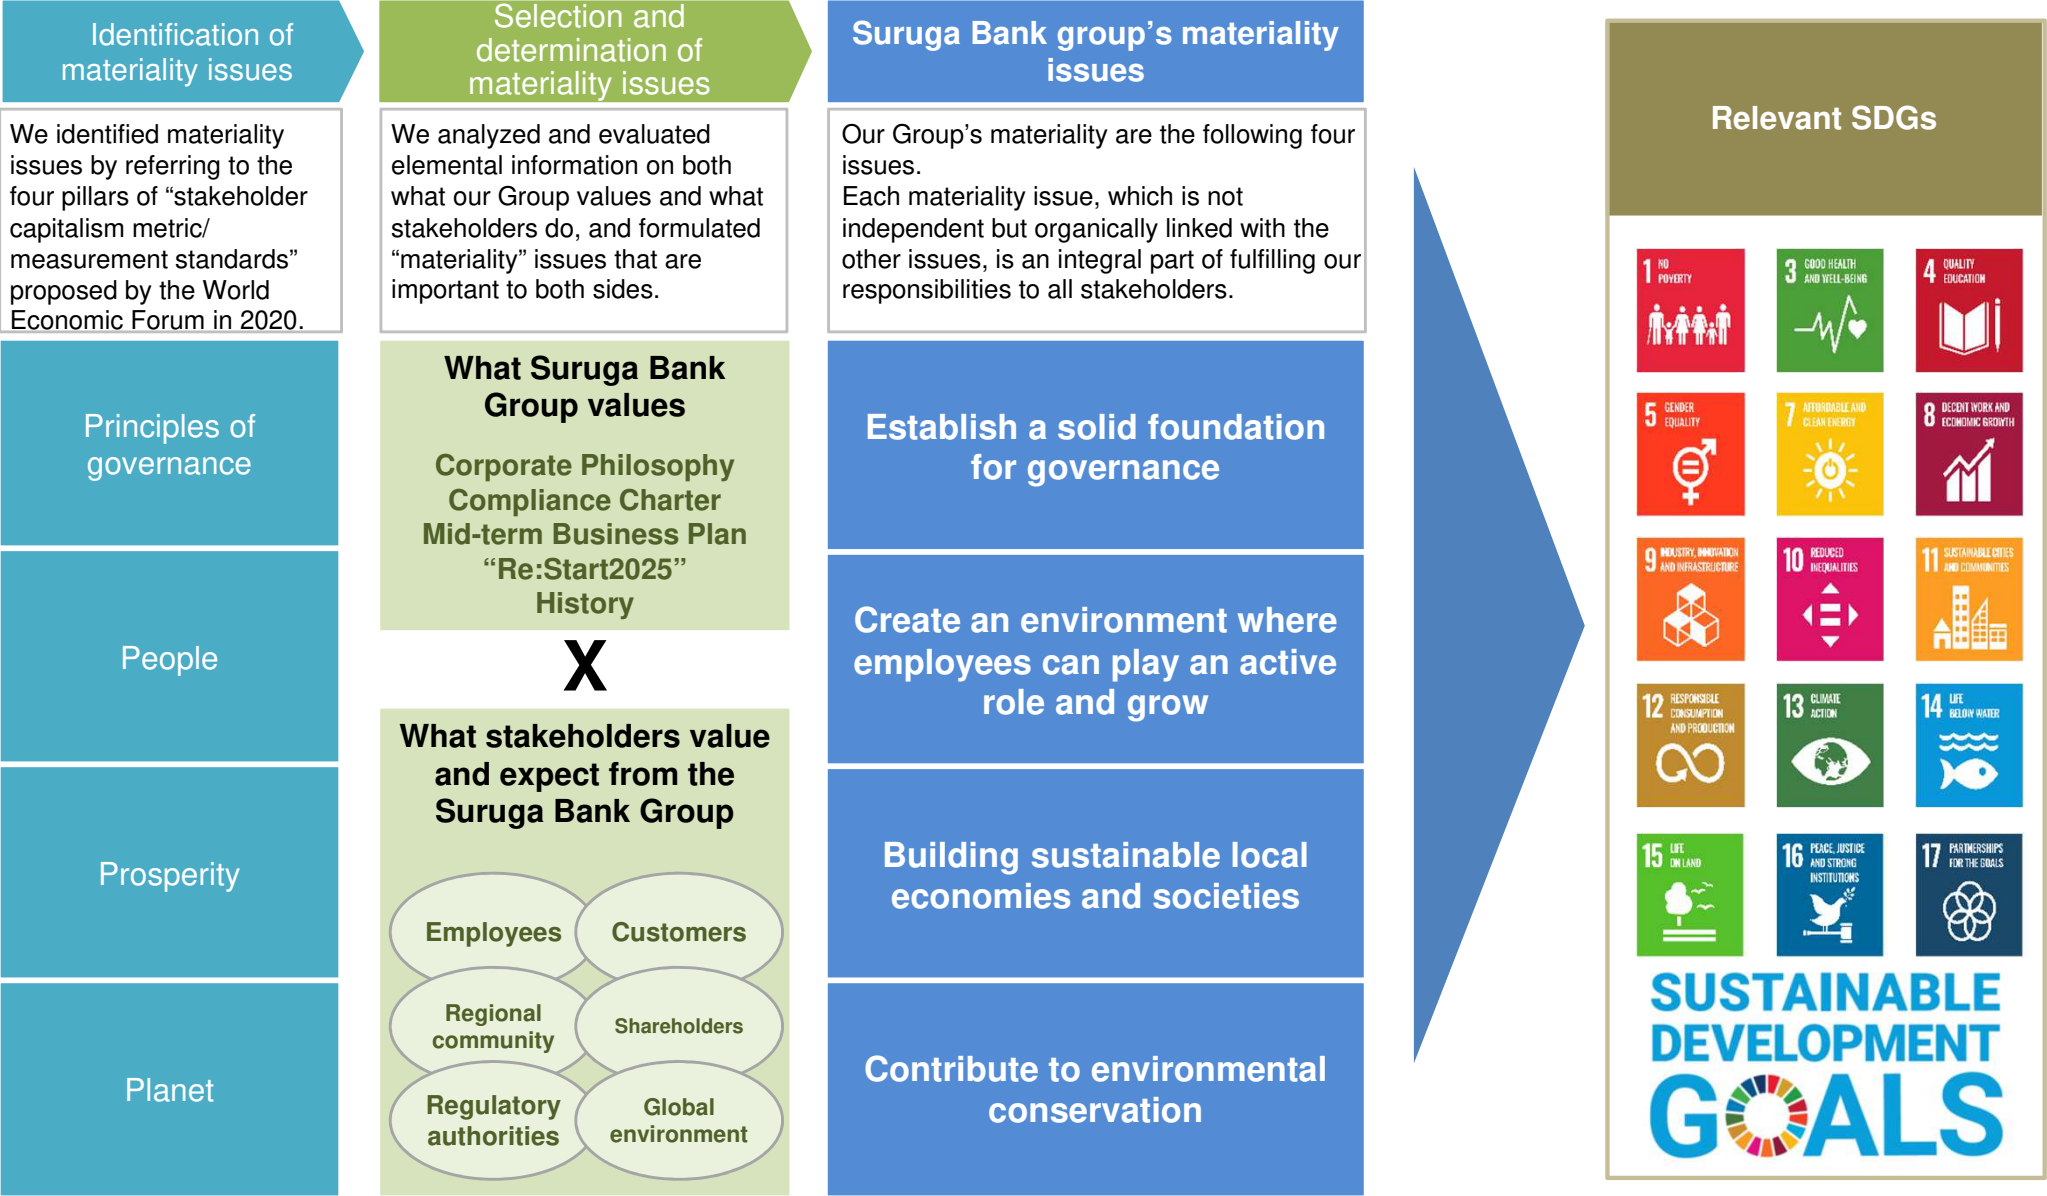 Identification of
materiality issues
Selection and
determination of
materiality issues
Suruga Bank group’s materiality
issues
Relevant SDGs
We identified materiality
issues by referring to the
four pillars of “stakeholder
capitalism metric/
measurement standards”
proposed by the World
Economic Forum in 2020.
We analyzed and evaluated
elemental information on both
what our Group values and what
stakeholders do, and formulated
“materiality” issues that are
important to both sides.
Our Group’s materiality are the following four
issues.
Each materiality issue, which is not
independent but organically linked with the
other issues, is an integral part of fulfilling our
responsibilities to all stakeholders.
Principles of
governance
People
Prosperity
Planet
What Suruga Bank
Group values
Corporate Philosophy
Compliance Charter
Mid-term Business Plan
“Re:Start2025”
History
X
What stakeholders value
and expect from the
Suruga Bank Group
Employees
Customers
Regional
community
Shareholders
Regulatory
authorities
Global
environment
Establish a solid foundation
for governance
Create an environment where
employees can play an active
role and grow
Building sustainable local
economies and societies
Contribute to environmental
conservation
1 NO
POVERTY
3 GOOD HEALTH
AND WELL-BEING
4 QUALITY
EDUCATION
5 GENDER
EQUALITY
7 AFFORDABLE AND
CLEAN ENERGY
8 DECENT WORK AND
ECONOMIC GROWTH
9 INDUSTRY, INNOVATION
AND INFRASTRUCTURE
10 REDUCED
INEQUALITIES
11 SUSTAINABLE CITIES
AND COMMUNITIES
12 RESPONSIBLE
CONSUMPTION
AND PRODUCTION
13 CLIMATE
ACTION
14 LIFE
BELOW WATER
15 LIFE
ON LAND
16 PEACE, JUSTICE
AND STRONG
INSTITUTIONS
17 PARTNERSHIPS
FOR THE GOALS
SUSTAINABLE
DEVELOPMENT
GOALS